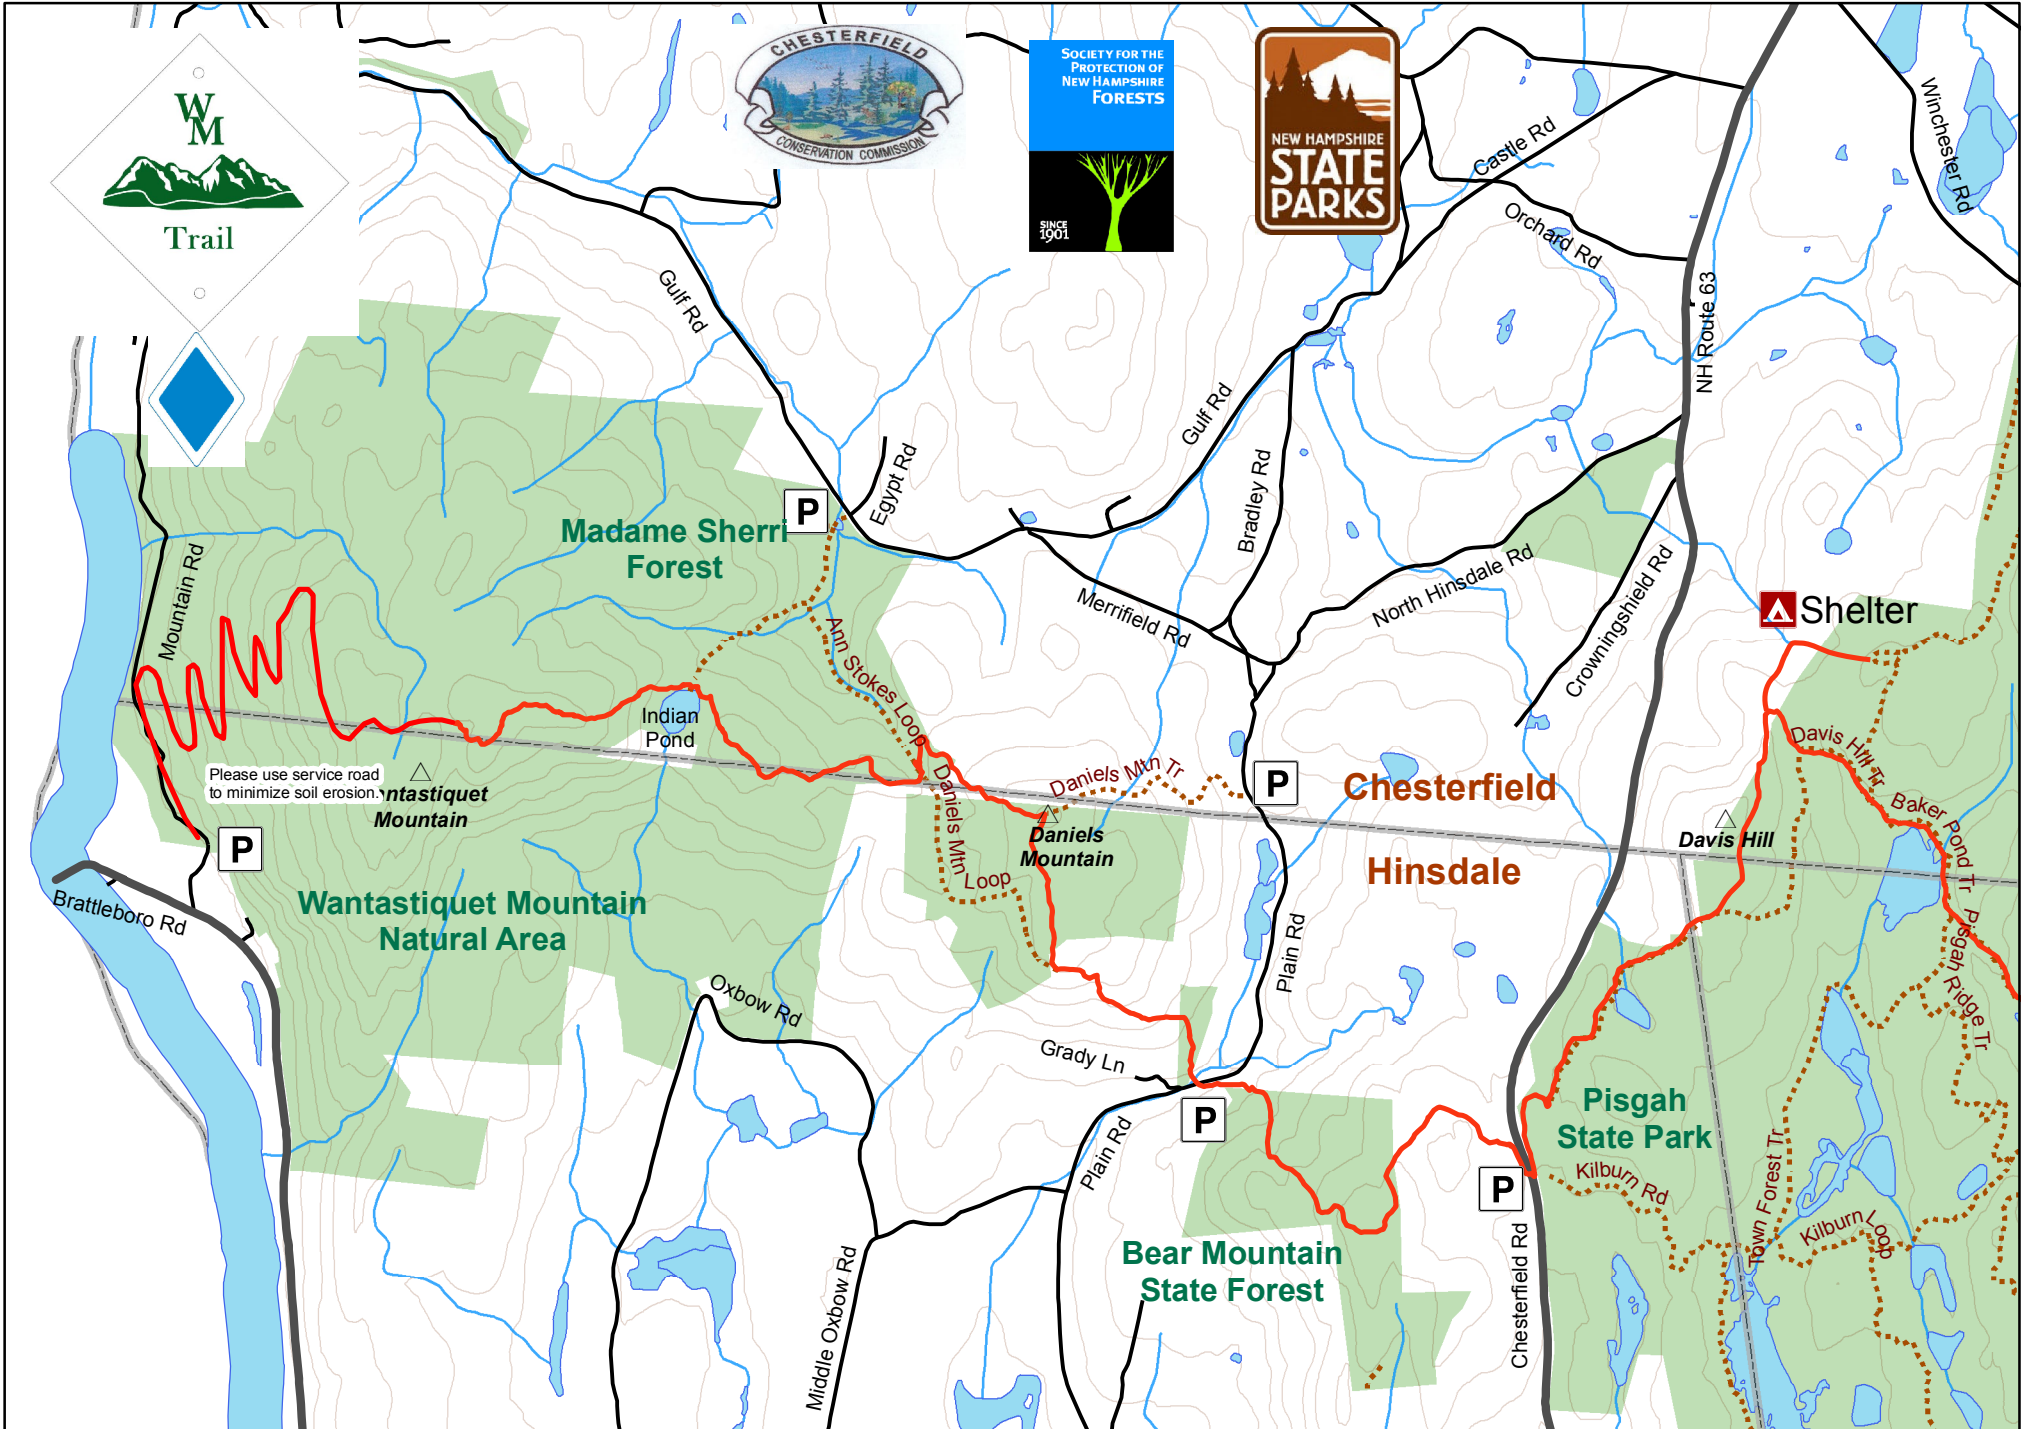 WM
Trail
CHESTERFIELD
CONSERVATION COMMISSION
SOCIETY FOR THE
PROTECTION OF
NEW HAMPSHIRE
FORESTS
SINCE
1901
NEW HAMPSHIRE
STATE
PARKS
Castle Rd
Orchard Rd
Winchester Rd
Gulf Rd
NH Route 63
Gulf Rd
Egypt Rd
Bradley Rd
P
Madame Sherri
Forest
Mountain Rd
Merrifield Rd
North Hinsdale Rd
Crowningshield Rd
Shelter
Ann Stokes Loop
Indian
Pond
Please use service road
to minimize soil erosion.
ntastiquet
Mountain
Daniels Mtn Tr
P
Chesterfield
Hinsdale
Davis Hill Tr
Baker Pond Tr
Davis Hill
Daniels
Mountain
Daniels Mtn
Loop
P
Brattleboro Rd
Wantastiquet Mountain
Natural Area
Oxbow Rd
Plain Rd
Pisgah Ridge Tr
Grady Ln
P
Plain Rd
Pisgah
State Park
P
Kilburn Rd
Town Forest Tr
Kilburn Loop
Bear Mountain
State Forest
Middle Oxbow Rd
Chesterfield Rd